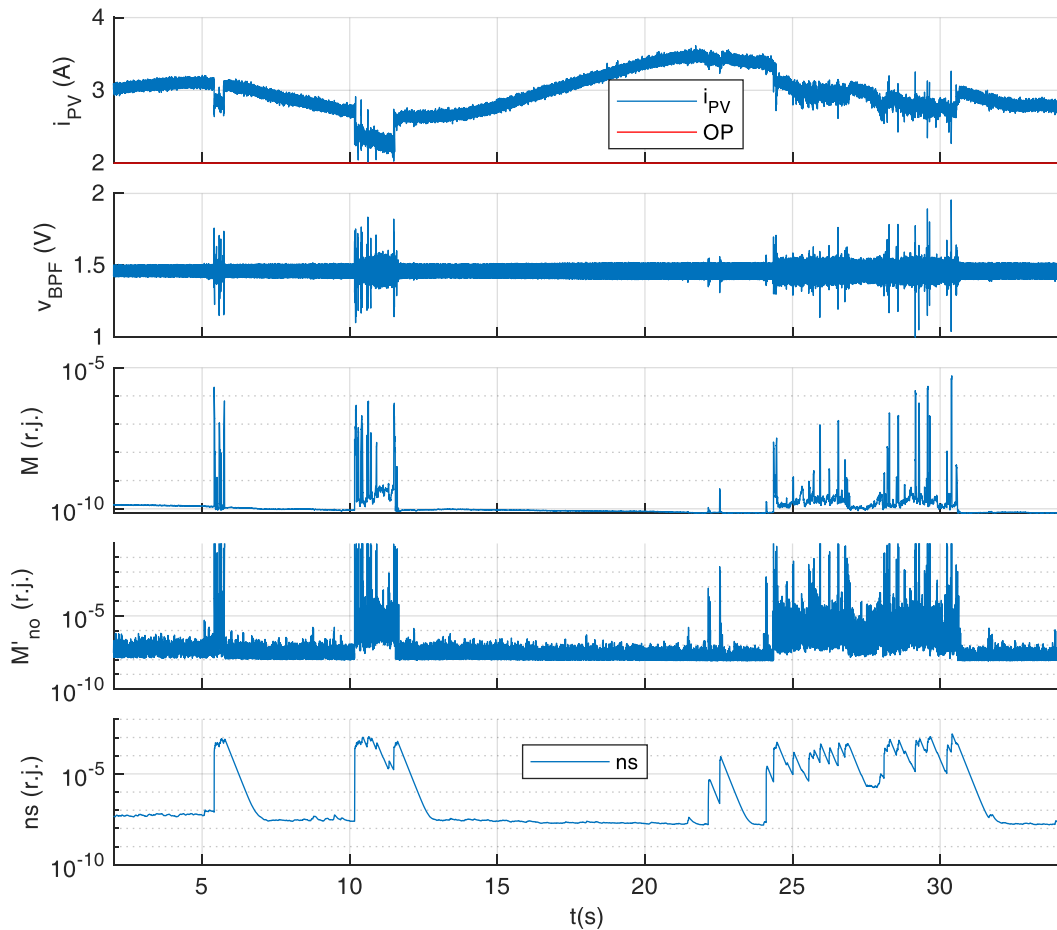 4
3
2
i_PV (A)
i_PV
OP
2
1.5
1
v_BPF (V)
10^-5
10^-10
M (r.j.)
10^-5
10^-10
M'_no (r.j.)
10^-5
10^-10
ns (r.j.)
ns
5 10 15 20 25 30
t(s)